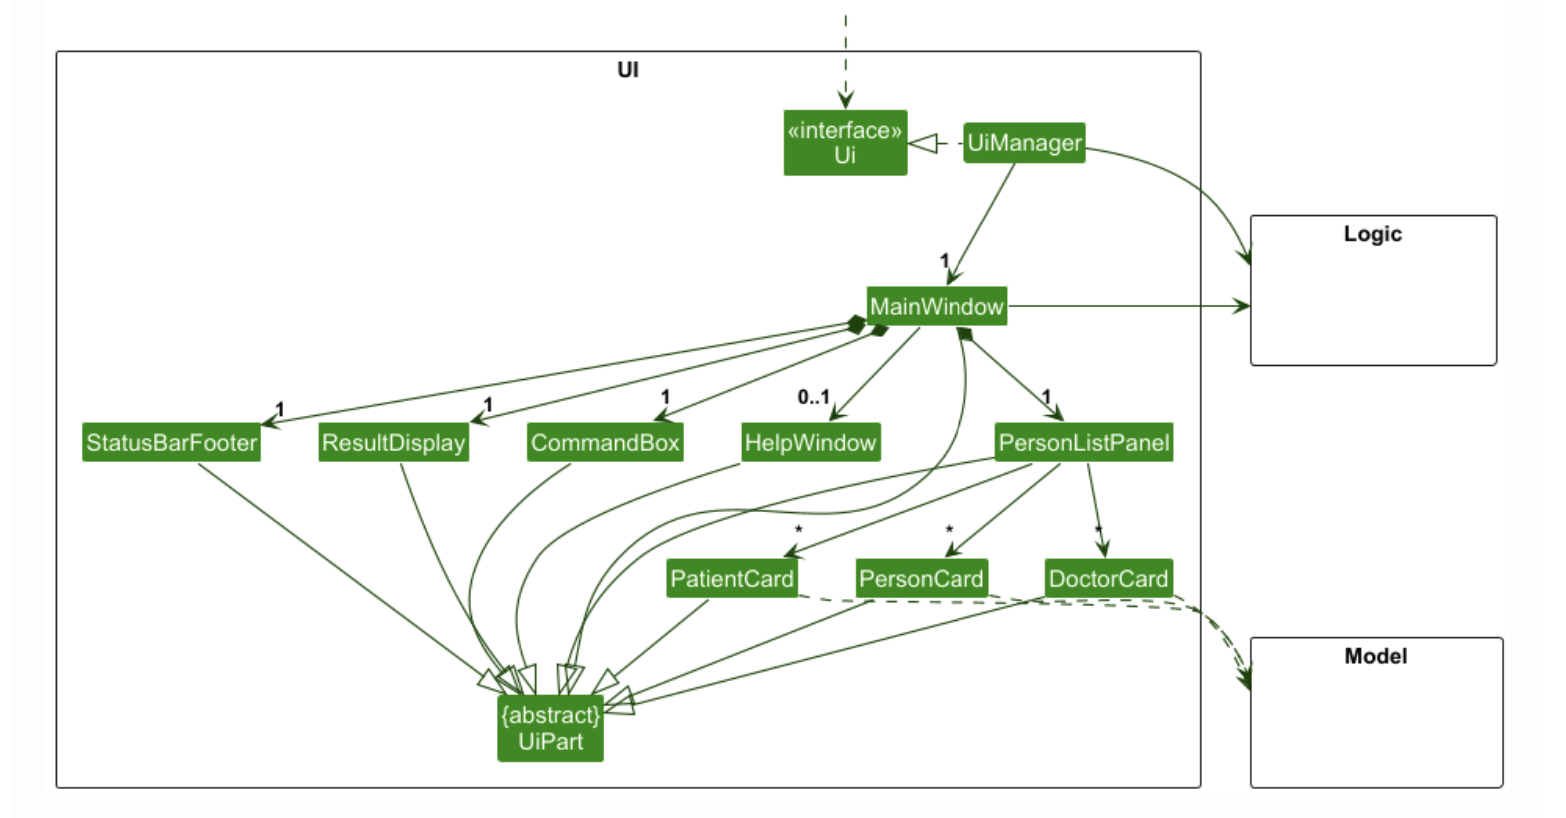 UI
«interface»
Ui
UiManager
Logic
1
MainWindow
0..1
1
1
1
1
StatusBarFooter
ResultDisplay
CommandBox
HelpWindow
PersonListPanel
*
*
*
PatientCard
PersonCard
DoctorCard
Model
{abstract}
UiPart